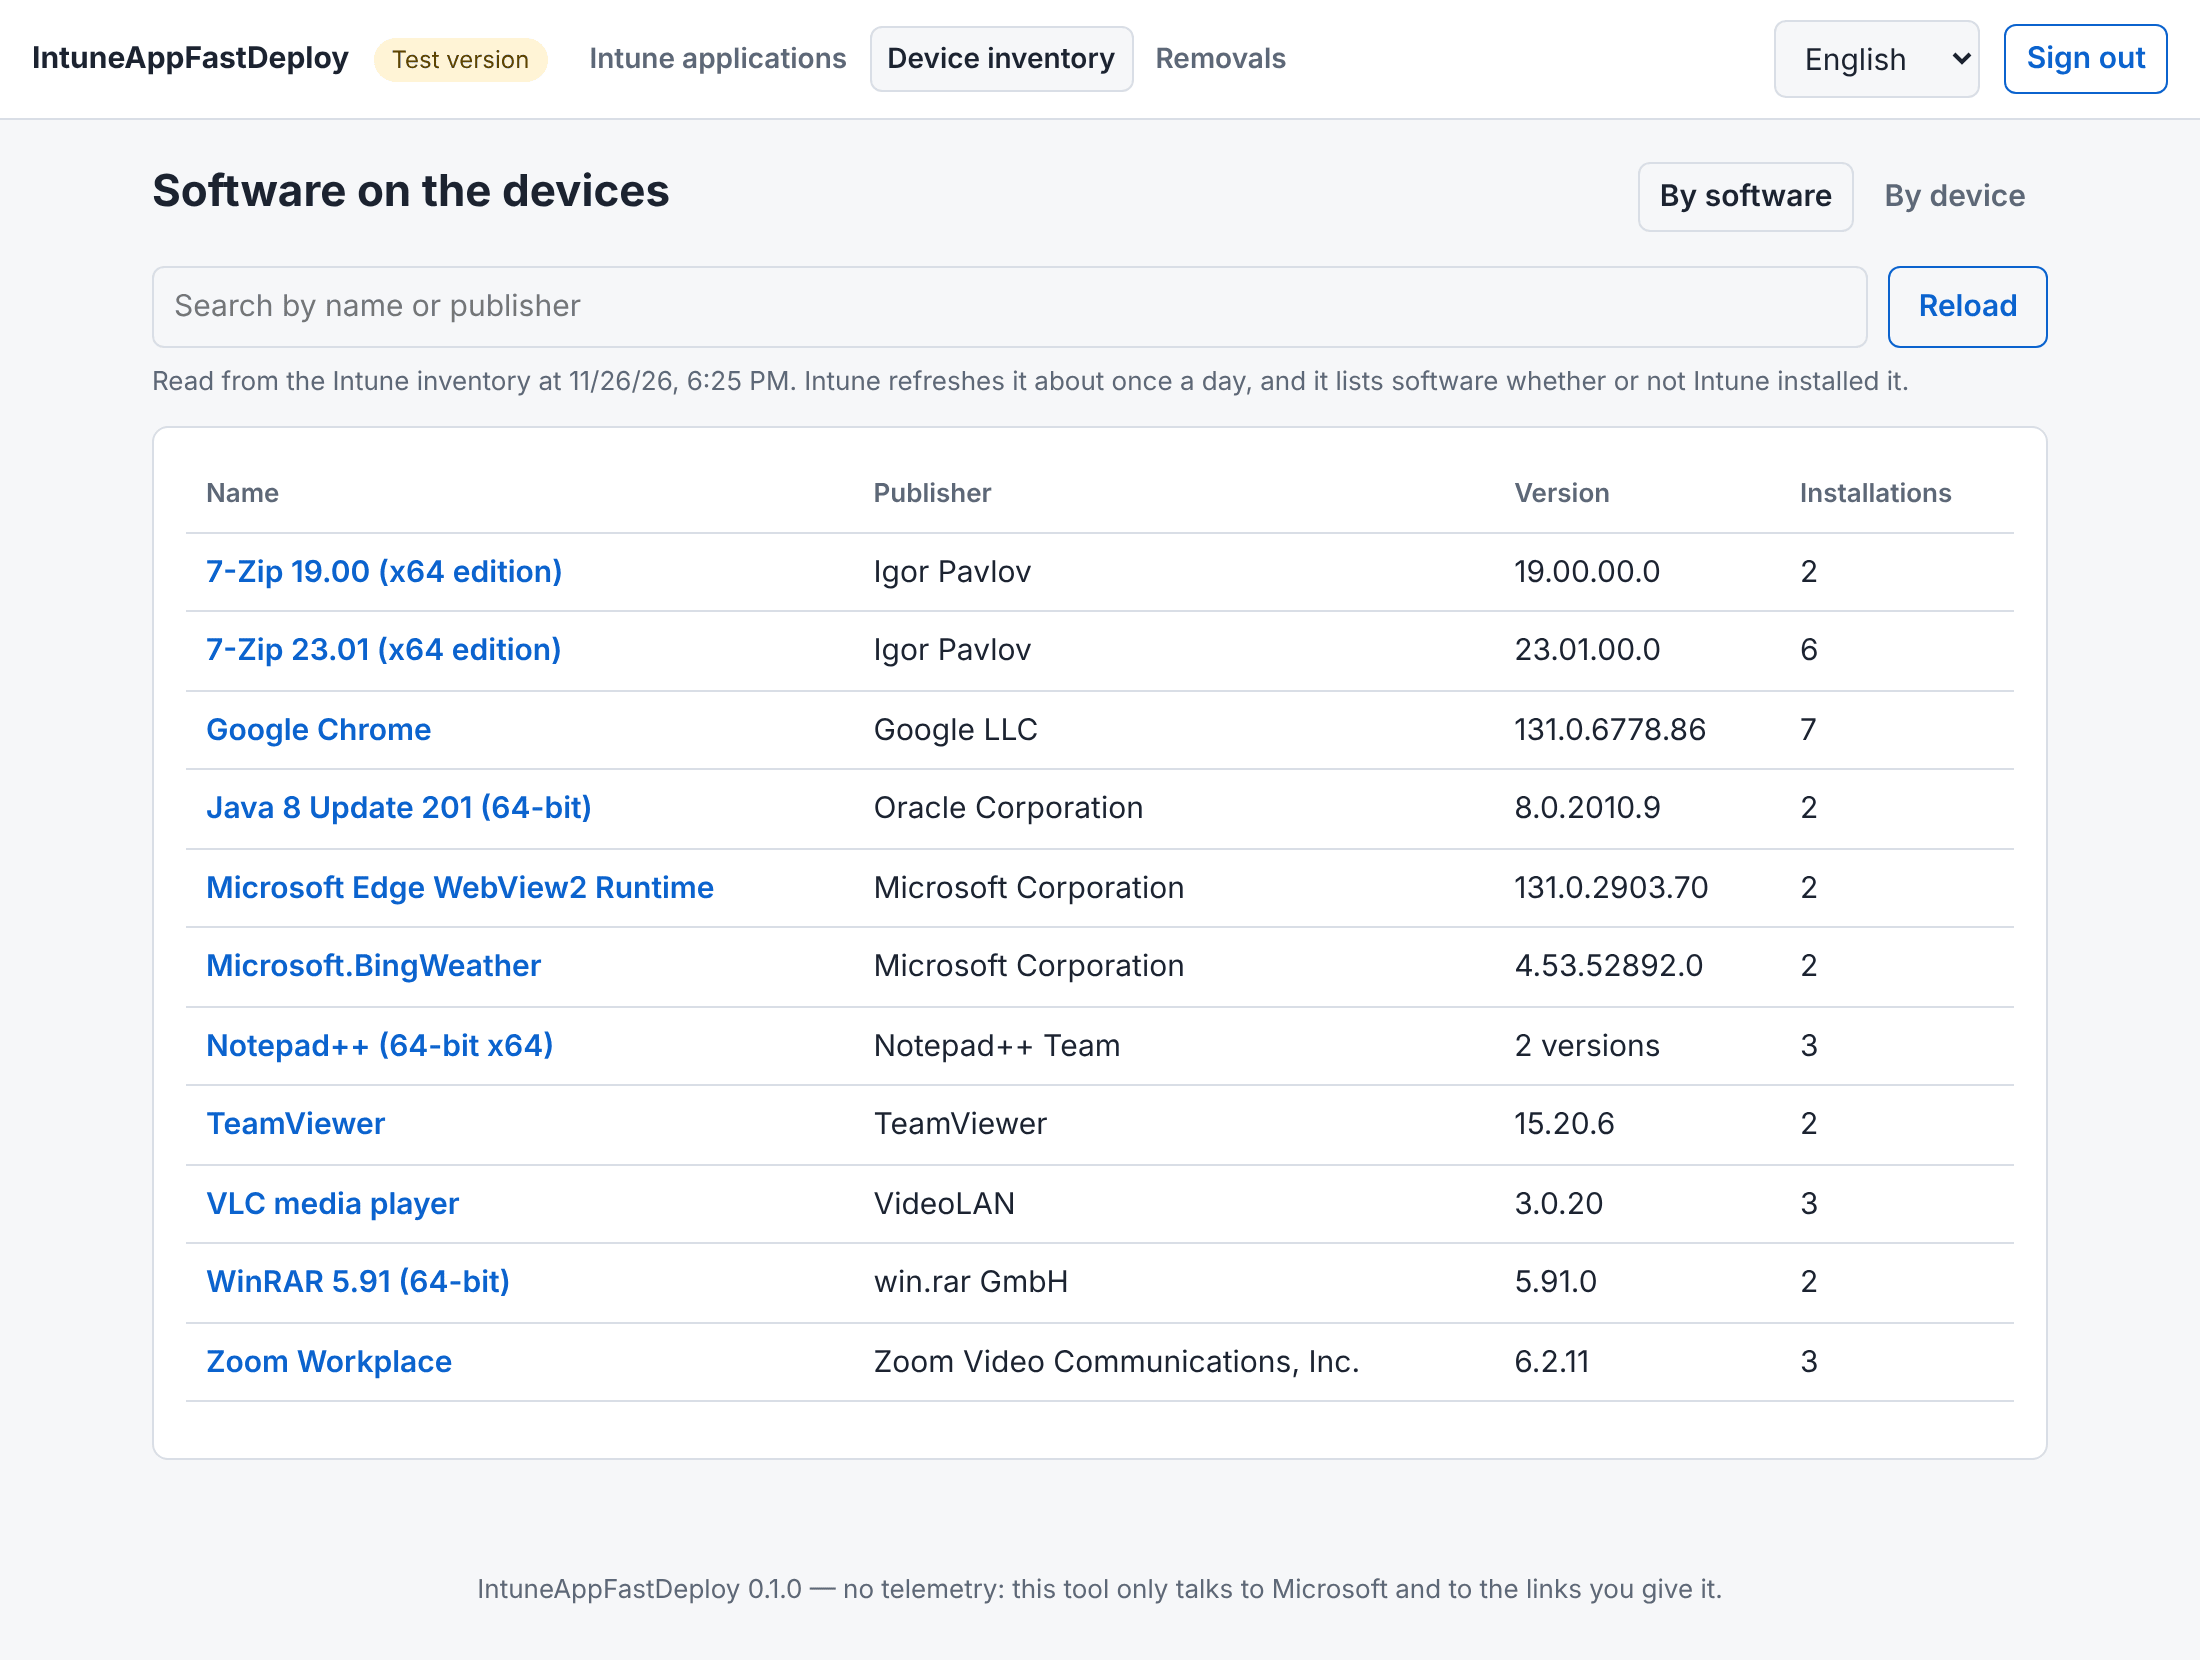 IntuneAppFastDeploy Test version Intune applications Device inventory Removals English Sign out
Software on the devices By software By device
Search by name or publisher Reload
Read from the Intune inventory at 11/26/26, 6:25 PM. Intune refreshes it about once a day, and it lists software whether or not Intune installed it.
Name Publisher Version Installations
7-Zip 19.00 (x64 edition) Igor Pavlov 19.00.00.0 2
7-Zip 23.01 (x64 edition) Igor Pavlov 23.01.00.0 6
Google Chrome Google LLC 131.0.6778.86 7
Java 8 Update 201 (64-bit) Oracle Corporation 8.0.2010.9 2
Microsoft Edge WebView2 Runtime Microsoft Corporation 131.0.2903.70 2
Microsoft.BingWeather Microsoft Corporation 4.53.52892.0 2
Notepad++ (64-bit x64) Notepad++ Team 2 versions 3
TeamViewer TeamViewer 15.20.6 2
VLC media player VideoLAN 3.0.20 3
WinRAR 5.91 (64-bit) win.rar GmbH 5.91.0 2
Zoom Workplace Zoom Video Communications, Inc. 6.2.11 3
IntuneAppFastDeploy 0.1.0 — no telemetry: this tool only talks to Microsoft and to the links you give it.